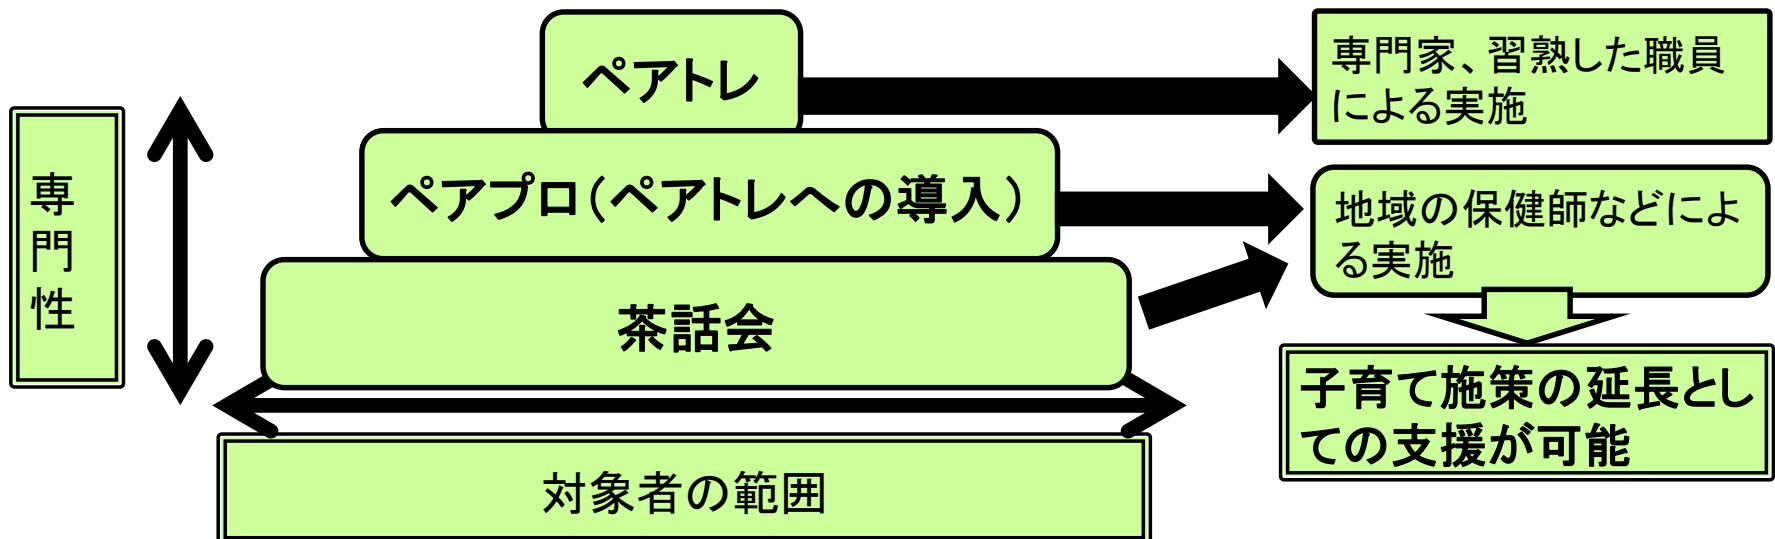 ペアトレ
専門家、習熟した職員
による実施
専門性
ペアプロ（ペアトレへの導入）
地域の保健師などによ
る実施
茶話会
子育て施策の延長とし
ての支援が可能
対象者の範囲